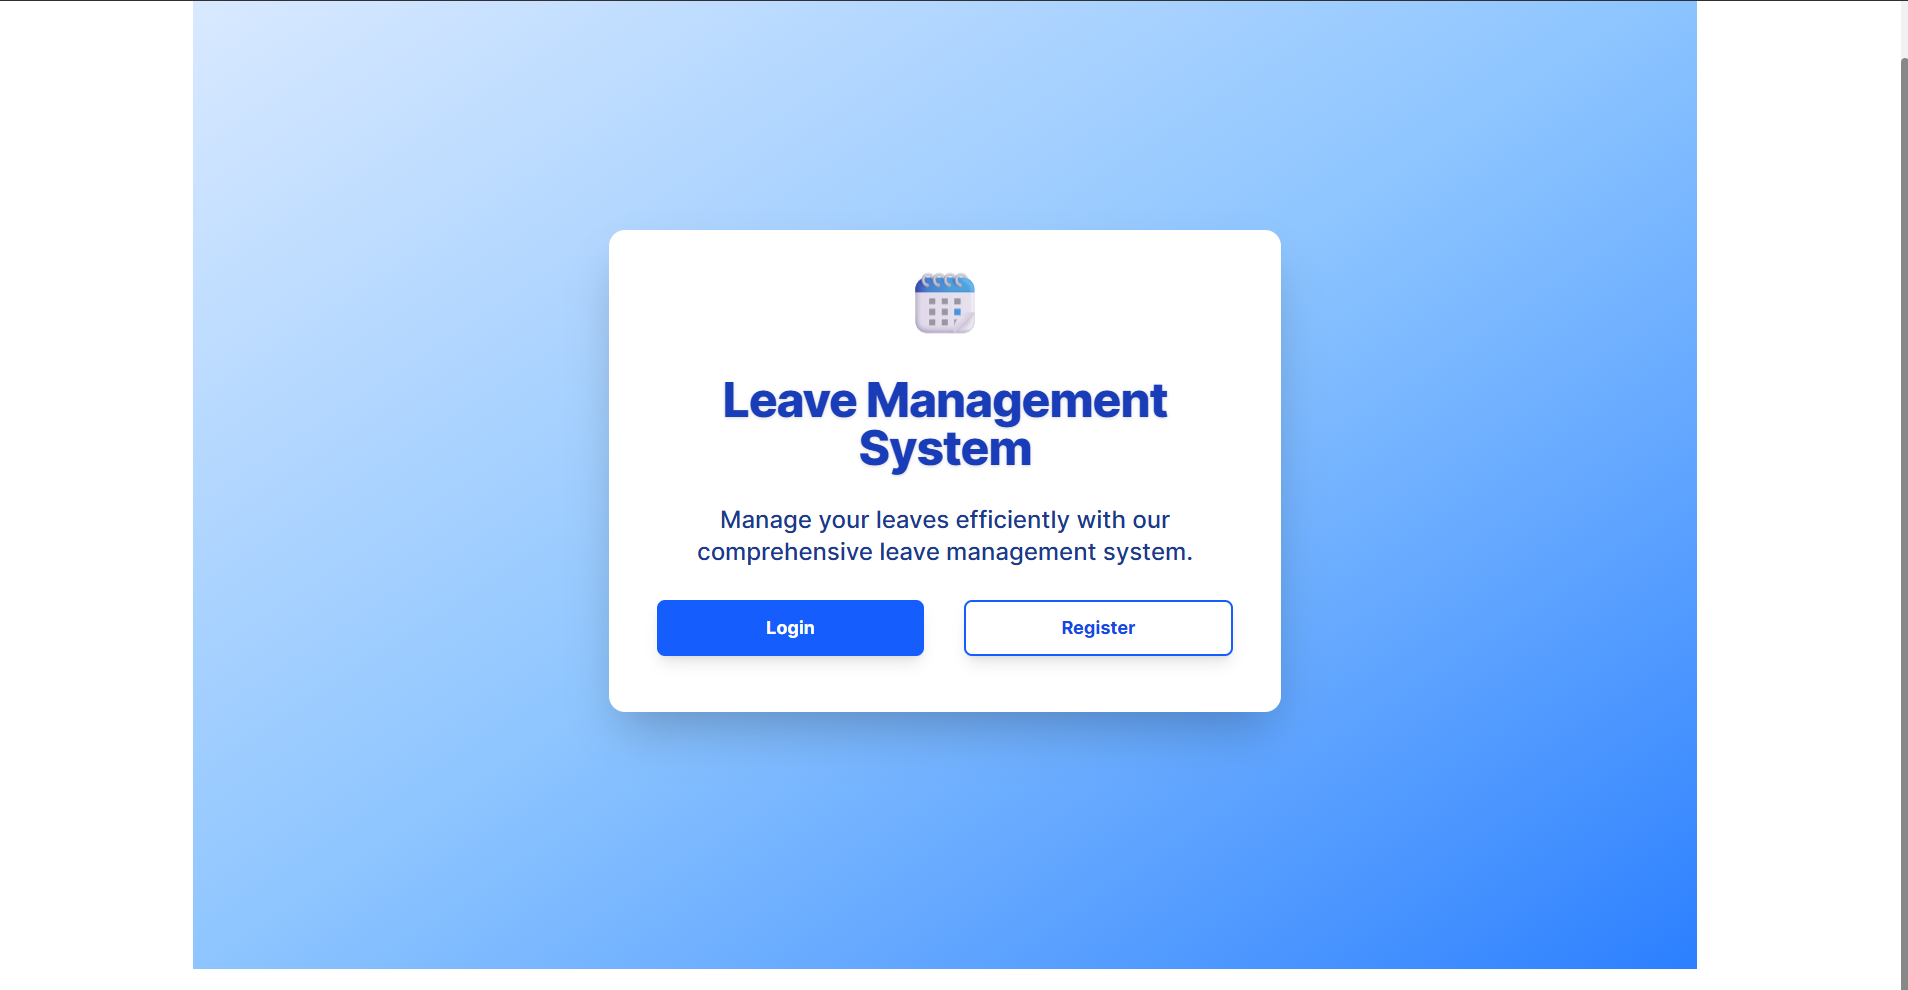 Leave Management
System
Manage your leaves efficiently with our
comprehensive leave management system.
Login
Register